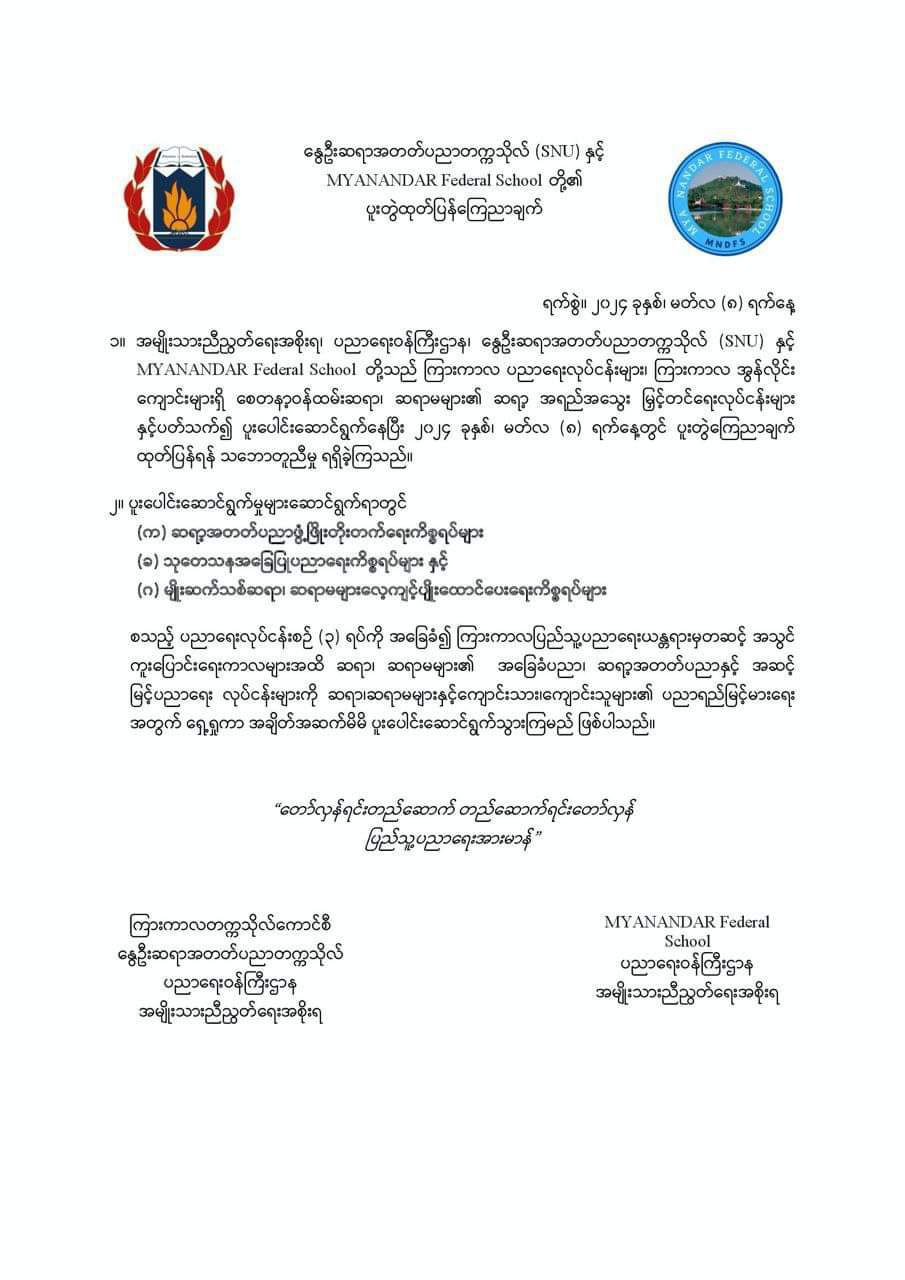 နွေဦးဆရာအတတ်ပညာတက္ကသိုလ် (SNU) နှင့်
MYANANDAR Federal School တို့၏
ပူးတွဲထုတ်ပြန်ကြေညာချက်
MYA NANDAR FEDERAL SCHOOL
MNDFS
ရက်စွဲ။ ၂၀၂၄ ခုနှစ်၊ မတ်လ (၈) ရက်နေ့
၁။ အမျိုးသားညီညွတ်ရေးအစိုးရ၊ ပညာရေးဝန်ကြီးဌာန၊ နွေဦးဆရာအတတ်ပညာတက္ကသိုလ် (SNU) နှင့်
MYANANDAR Federal School တို့သည် ကြားကာလ ပညာရေးလုပ်ငန်းများ၊ ကြားကာလ အွန်လိုင်း
ကျောင်းများရှိ စေတနာ့ဝန်ထမ်းဆရာ၊ ဆရာမများ၏ ဆရာ့ အရည်အသွေး မြှင့်တင်ရေးလုပ်ငန်းများ
နှင့်ပတ်သက်၍ ပူးပေါင်းဆောင်ရွက်နေပြီး ၂၀၂၄ ခုနှစ်၊ မတ်လ (၈) ရက်နေ့တွင် ပူးတွဲကြေညာချက်
ထုတ်ပြန်ရန် သဘောတူညီမှု ရရှိခဲ့ကြသည်။
၂။ ပူးပေါင်းဆောင်ရွက်မှုများဆောင်ရွက်ရာတွင်
(က) ဆရာ့အတတ်ပညာဖွံ့ဖြိုးတိုးတက်ရေးကိစ္စရပ်များ
(ခ) သုတေသနအခြေပြုပညာရေးကိစ္စရပ်များ နှင့်
(ဂ) မျိုးဆက်သစ်ဆရာ၊ ဆရာမများလေ့ကျင့်ပျိုးထောင်ပေးရေးကိစ္စရပ်များ
စသည့် ပညာရေးလုပ်ငန်းစဉ် (၃) ရပ်ကို အခြေခံ၍ ကြားကာလပြည်သူ့ပညာရေးယန္တရားမှတဆင့် အသွင်
ကူးပြောင်းရေးကာလများအထိ ဆရာ၊ ဆရာမများ၏ အခြေခံပညာ၊ ဆရာ့အတတ်ပညာနှင့် အဆင့်
မြင့်ပညာရေး လုပ်ငန်းများကို ဆရာ၊ဆရာမများနှင့်ကျောင်းသား၊ကျောင်းသူများ၏ ပညာရည်မြင့်မားရေး
အတွက် ရှေ့ရှုကာ အချိတ်အဆက်မိမိ ပူးပေါင်းဆောင်ရွက်သွားကြမည် ဖြစ်ပါသည်။
“တော်လှန်ရင်းတည်ဆောက် တည်ဆောက်ရင်းတော်လှန်
ပြည်သူ့ပညာရေးအားမာန်”
ကြားကာလတက္ကသိုလ်ကောင်စီ
နွေဦးဆရာအတတ်ပညာတက္ကသိုလ်
ပညာရေးဝန်ကြီးဌာန
အမျိုးသားညီညွတ်ရေးအစိုးရ
MYANANDAR Federal
School
ပညာရေးဝန်ကြီးဌာန
အမျိုးသားညီညွတ်ရေးအစိုးရ